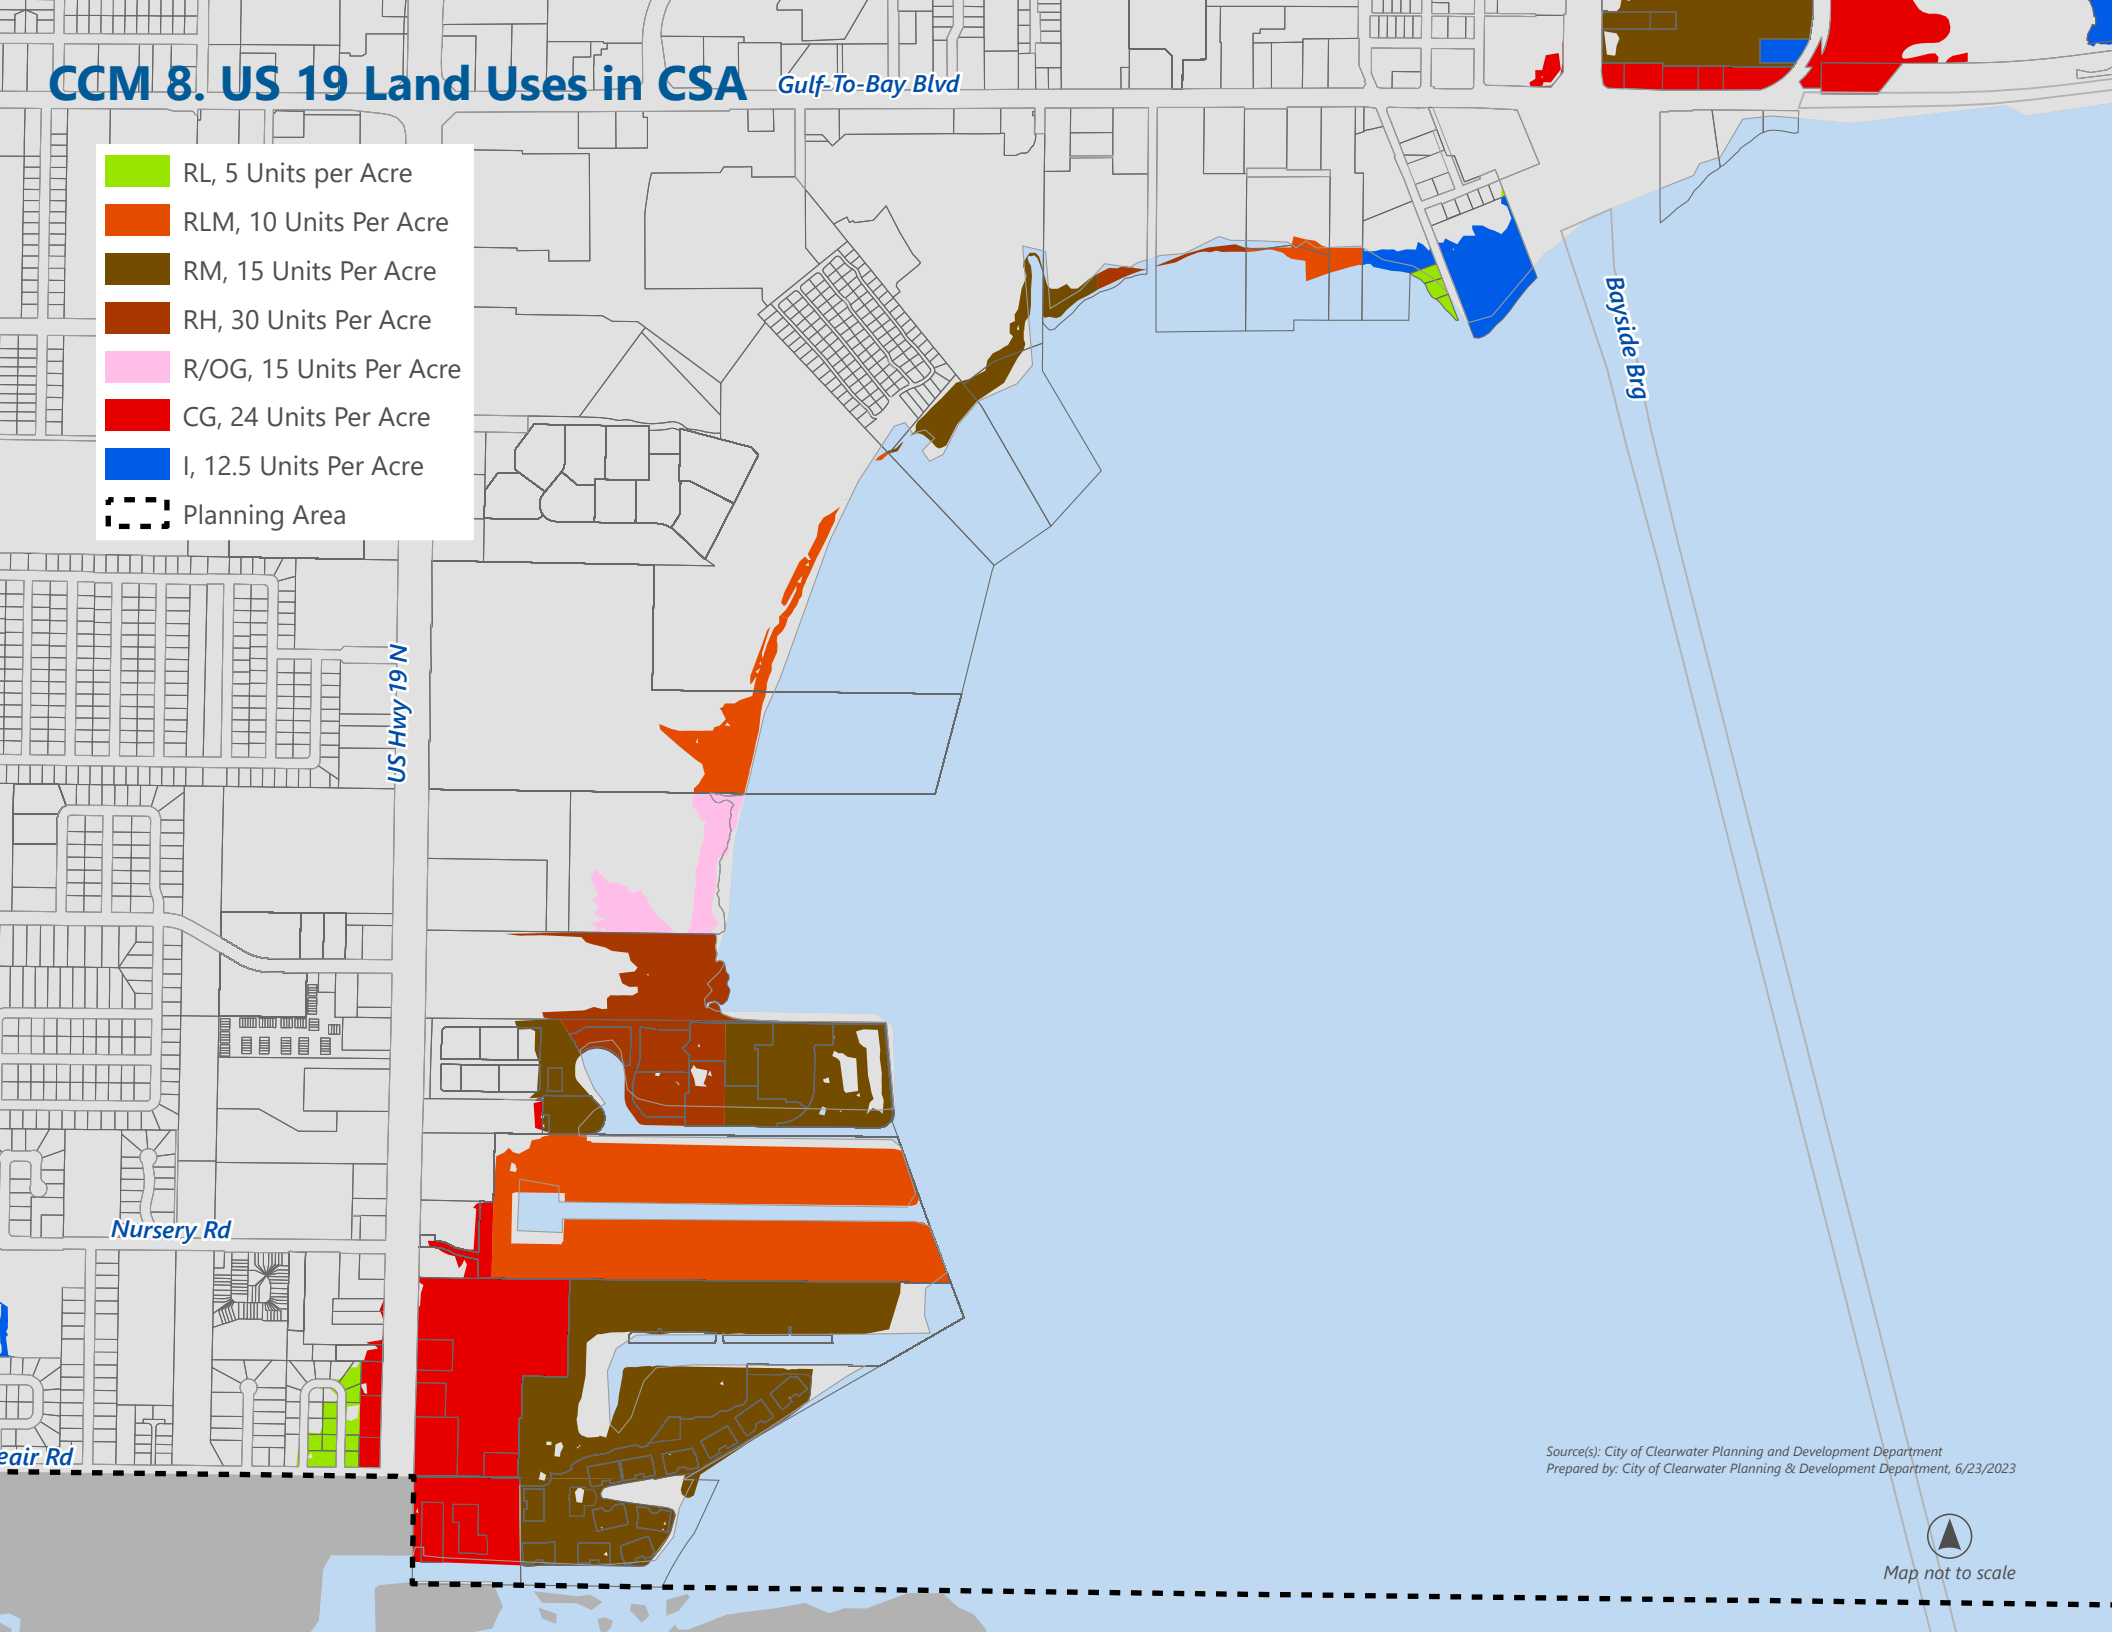 CCM 8. US 19 Land Uses in CSA
Gulf-To-Bay Blvd
RL, 5 Units per Acre
RLM, 10 Units Per Acre
RM, 15 Units Per Acre
RH, 30 Units Per Acre
R/OG, 15 Units Per Acre
CG, 24 Units Per Acre
I, 12.5 Units Per Acre
Planning Area
Bayside Brg
US Hwy 19 N
Nursery Rd
eair Rd
Source(s): City of Clearwater Planning and Development Department
Prepared by: City of Clearwater Planning & Development Department, 6/23/2023
Map not to scale